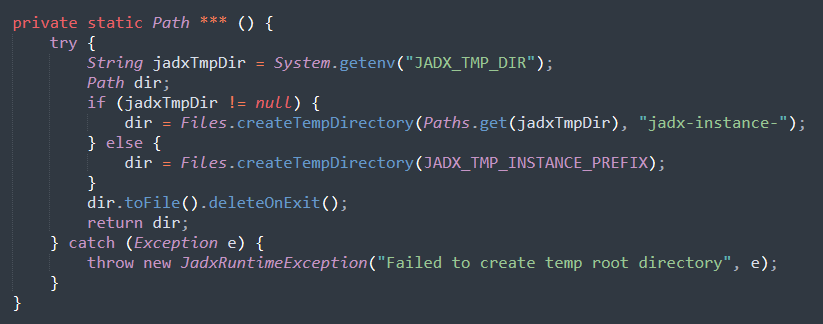 private static Path *** () {
    try {
        String jadxTmpDir = System.getenv("JADX_TMP_DIR");
        Path dir;
        if (jadxTmpDir != null) {
            dir = Files.createTempDirectory(Paths.get(jadxTmpDir), "jadx-instance-");
        } else {
            dir = Files.createTempDirectory(JADX_TMP_INSTANCE_PREFIX);
        }
        dir.toFile().deleteOnExit();
        return dir;
    } catch (Exception e) {
        throw new JadxRuntimeException("Failed to create temp root directory", e);
    }
}